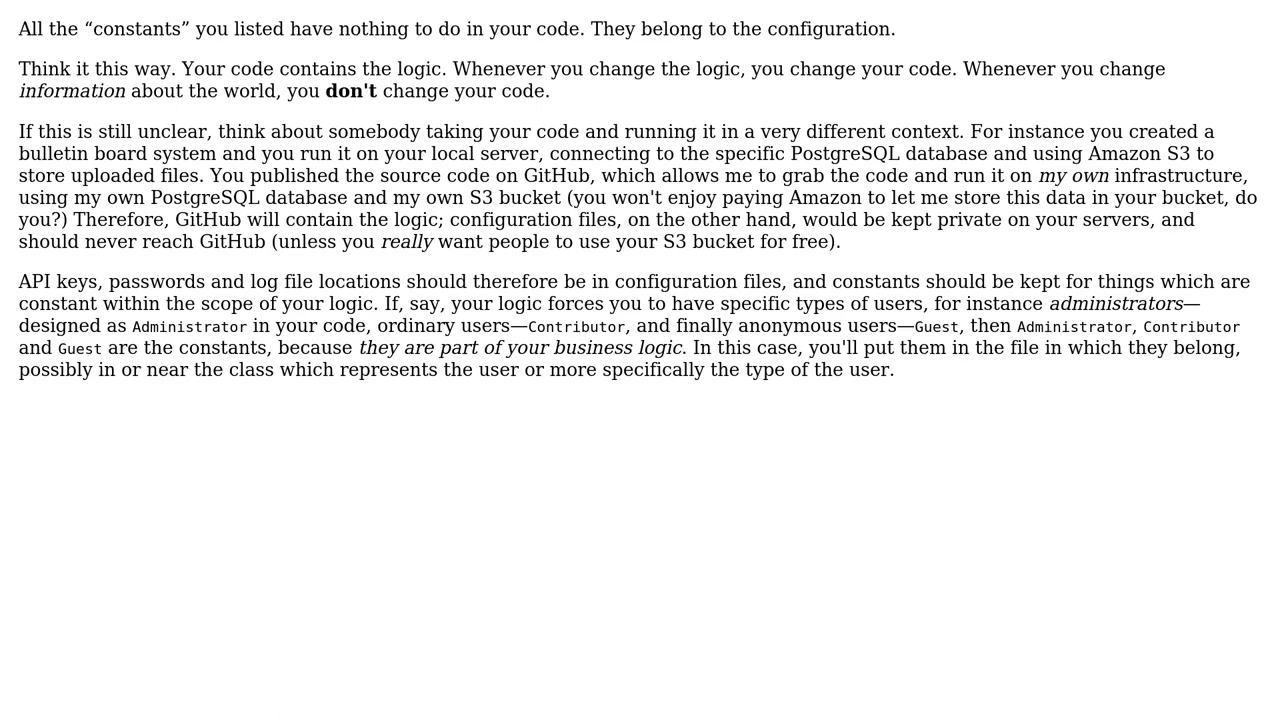 All the “constants” you listed have nothing to do in your code. They belong to the configuration.
Think it this way. Your code contains the logic. Whenever you change the logic, you change your code. Whenever you change
information about the world, you don't change your code.
If this is still unclear, think about somebody taking your code and running it in a very different context. For instance you created a
bulletin board system and you run it on your local server, connecting to the specific PostgreSQL database and using Amazon S3 to
store uploaded files. You published the source code on GitHub, which allows me to grab the code and run it on my own infrastructure,
using my own PostgreSQL database and my own S3 bucket (you won't enjoy paying Amazon to let me store this data in your bucket, do
you?) Therefore, GitHub will contain the logic; configuration files, on the other hand, would be kept private on your servers, and
should never reach GitHub (unless you really want people to use your S3 bucket for free).
API keys, passwords and log file locations should therefore be in configuration files, and constants should be kept for things which are
constant within the scope of your logic. If, say, your logic forces you to have specific types of users, for instance administrators—
designed as Administrator in your code, ordinary users—Contributor, and finally anonymous users—Guest, then Administrator, Contributor
and Guest are the constants, because they are part of your business logic. In this case, you'll put them in the file in which they belong,
possibly in or near the class which represents the user or more specifically the type of the user.